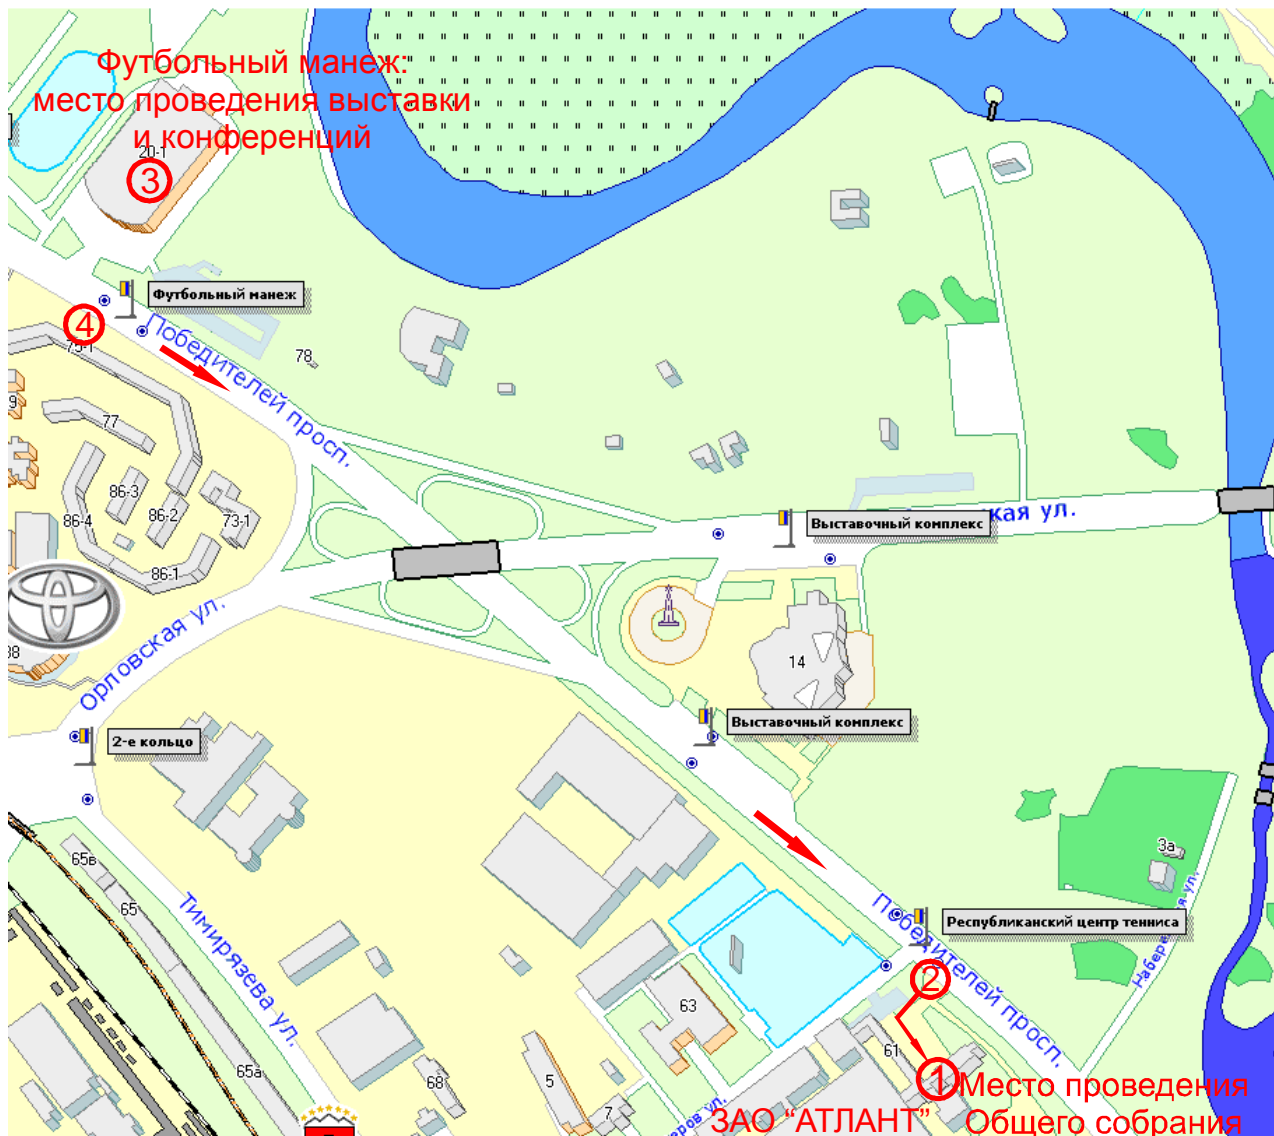 Футбольный манеж:
место проведения выставки
и конференций
20-1
3
Футбольный манеж
4
75-1
Победителей просп.
78
9
77
86-3
86-4
86-2
73-1
86-1
Выставочный комплекс
кая ул.
Орловская ул.
38
14
2-е кольцо
Выставочный комплекс
65в
65
Тимирязева ул.
3а
Победителей просп.
Республиканский центр тенниса
2
63
61
65а
68
5
7
1
Место проведения
ЗАО “АТЛАНТ”
Общего собрания